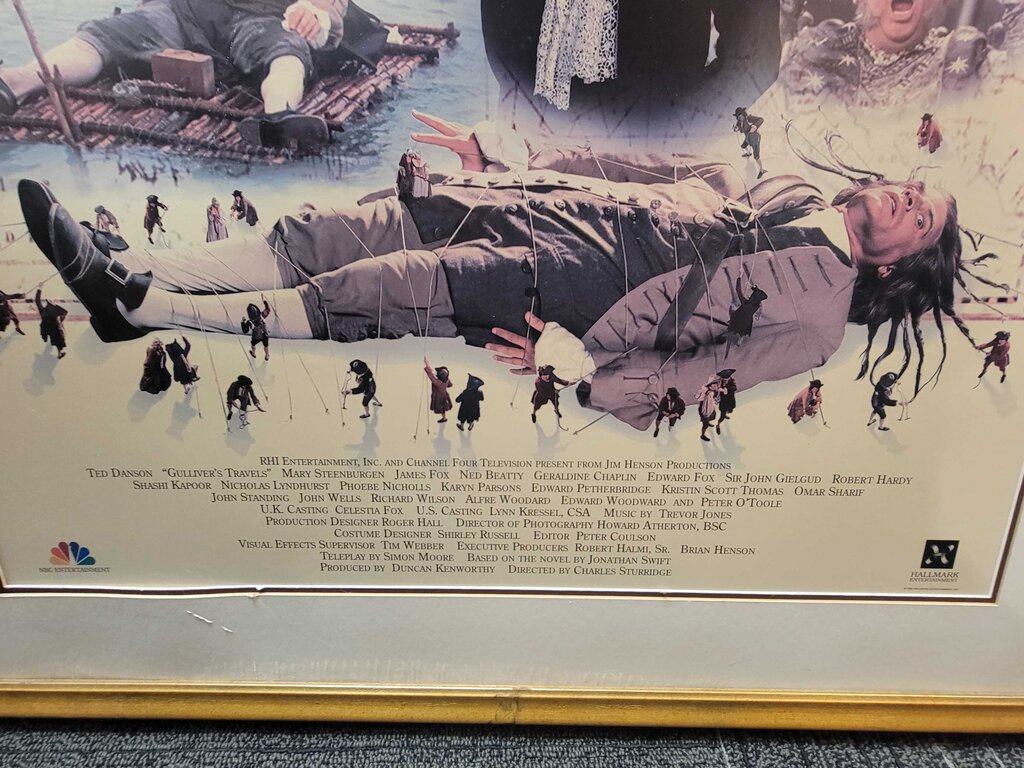 RHI Entertainment, Inc. and Channel Four Television present from Jim Henson Productions
Ted Danson "Gulliver's Travels" Mary Steenburgen James Fox Ned Beatty Geraldine Chaplin Edward Fox Sir John Gielgud Robert Hardy
Shashi Kapoor Nicholas Lyndhurst Phoebe Nicholls Karyn Parsons Edward Petherbridge Kristin Scott Thomas Omar Sharif
John Standing John Wells Richard Wilson Alfre Woodard Edward Woodward and Peter O'Toole
U.K. Casting Celestia Fox U.S. Casting Lynn Kressel, CSA Music by Trevor Jones
Production Designer Roger Hall Director of Photography Howard Atherton, BSC
Costume Designer Shirley Russell Editor Peter Coulson
Visual Effects Supervisor Tim Webber Executive Producers Robert Halmi, Sr. Brian Henson
Teleplay by Simon Moore Based on the novel by Jonathan Swift
Produced by Duncan Kenworthy Directed by Charles Sturridge
NBC ENTERTAINMENT
HALLMARK
ENTERTAINMENT